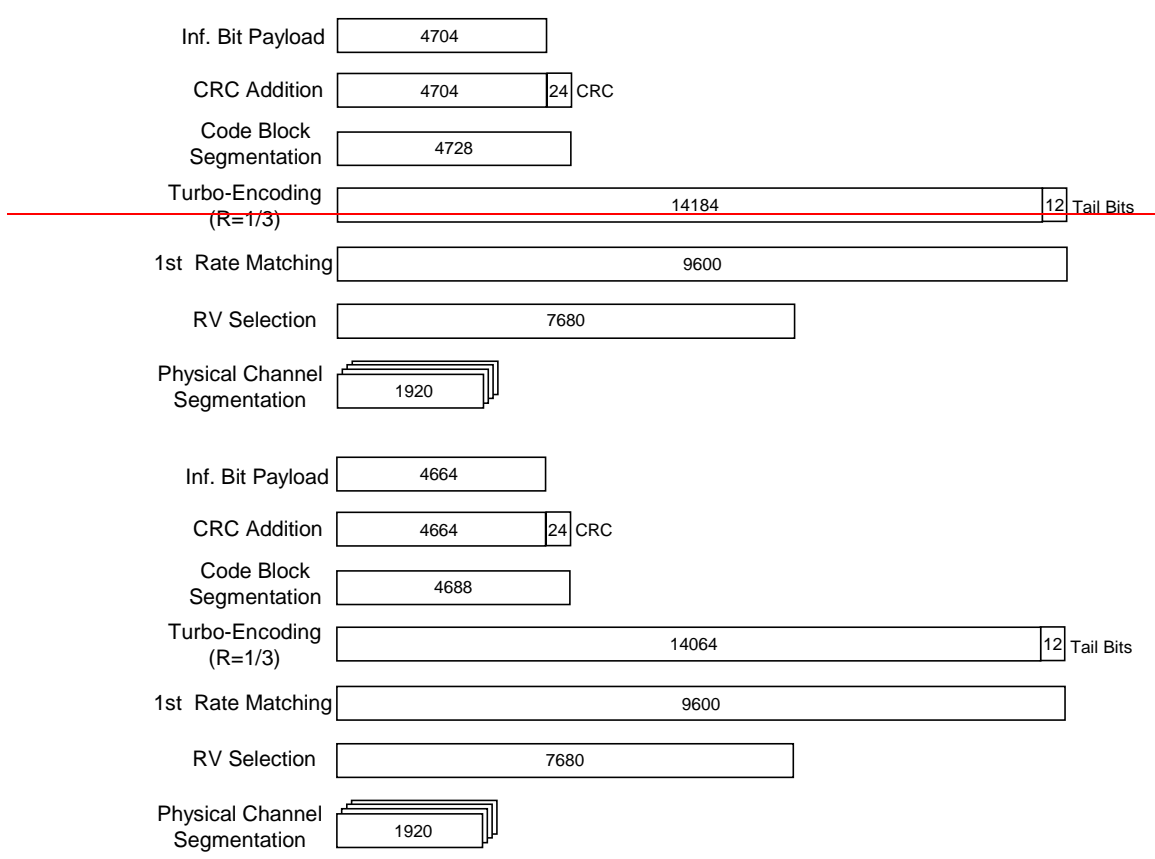 Inf. Bit Payload 4704
CRC Addition 4704 24 CRC
Code Block
Segmentation 4728
Turbo-Encoding
(R=1/3) 14184 12 Tail Bits
1st Rate Matching 9600
RV Selection 7680
Physical Channel
Segmentation 1920
Inf. Bit Payload 4664
CRC Addition 4664 24 CRC
Code Block
Segmentation 4688
Turbo-Encoding
(R=1/3) 14064 12 Tail Bits
1st Rate Matching 9600
RV Selection 7680
Physical Channel
Segmentation 1920